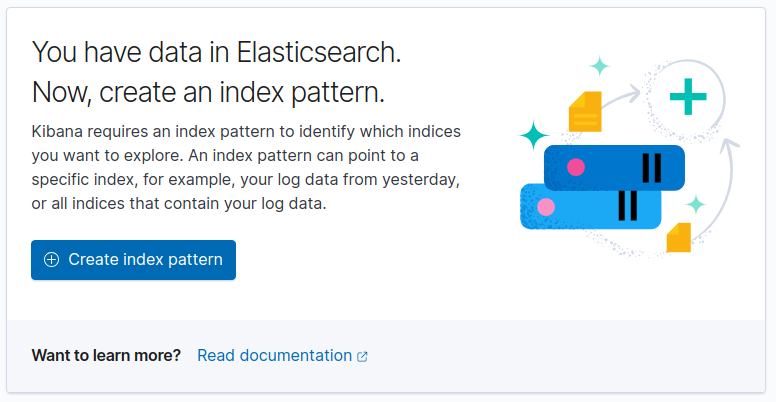 You have data in Elasticsearch.
Now, create an index pattern.
Kibana requires an index pattern to identify which indices
you want to explore. An index pattern can point to a
specific index, for example, your log data from yesterday,
or all indices that contain your log data.
Create index pattern
Want to learn more? Read documentation